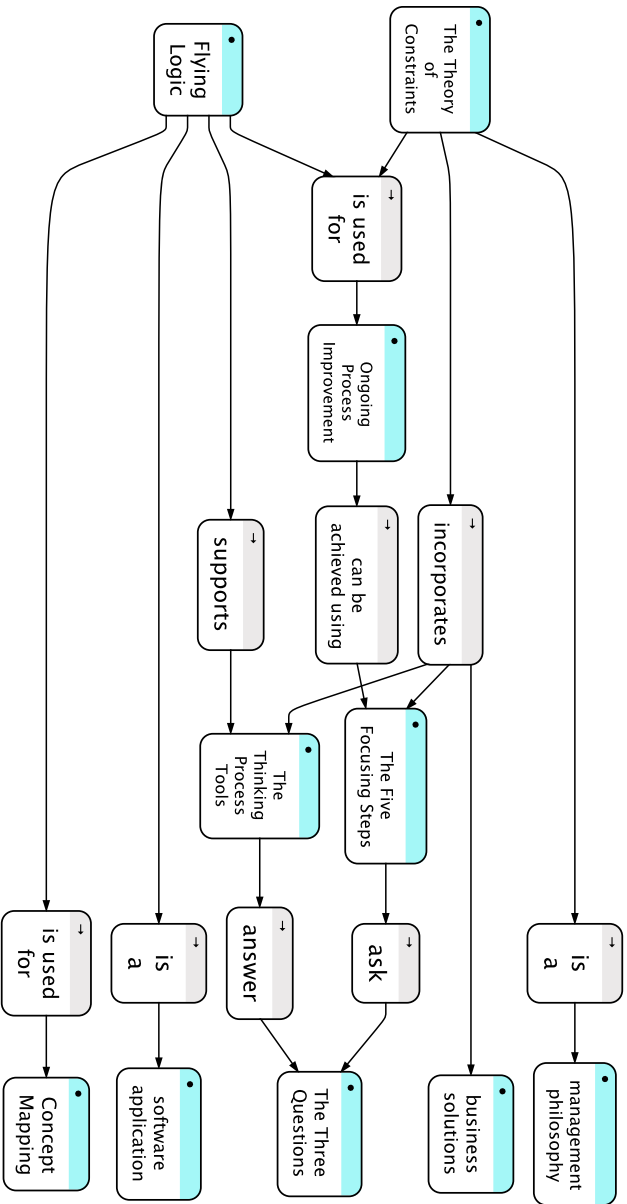 is
a
management
philosophy
The Theory
of
Constraints
incorporates
business
solutions
is used
for
Ongoing
Process
Improvement
can be
achieved using
The Five
Focusing Steps
ask
The Three
Questions
supports
The
Thinking
Process
Tools
answer
Flying
Logic
is
a
software
application
is used
for
Concept
Mapping